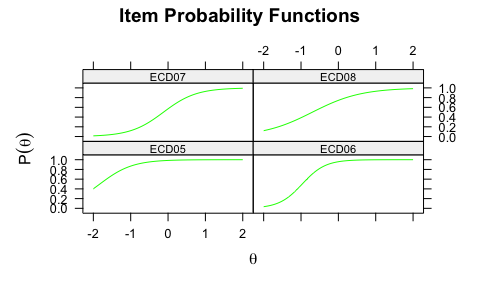 Item Probability Functions
-2 -1 0 1 2
ECD07 ECD08
1.0
0.8
0.6
0.4
0.2
0.0
P(θ)
ECD05 ECD06
1.0
0.8
0.6
0.4
0.2
0.0
-2 -1 0 1 2
θ